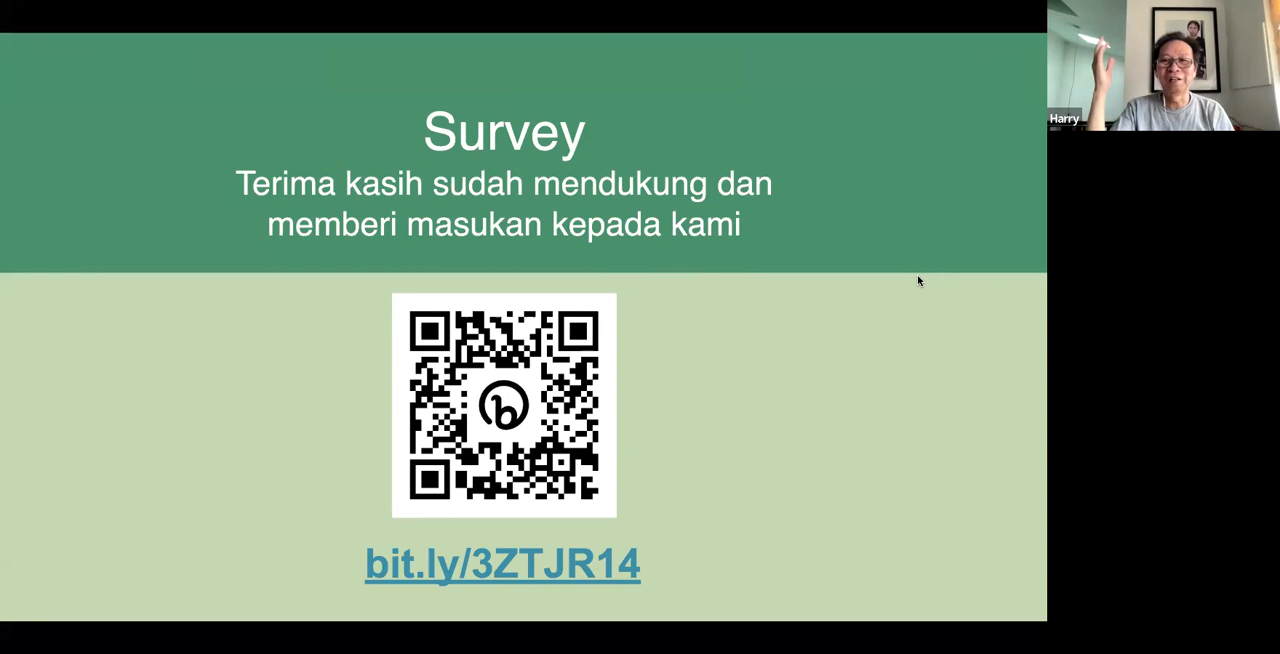 Survey
Terima kasih sudah mendukung dan
memberi masukan kepada kami
bit.ly/3ZTJR14
Harry